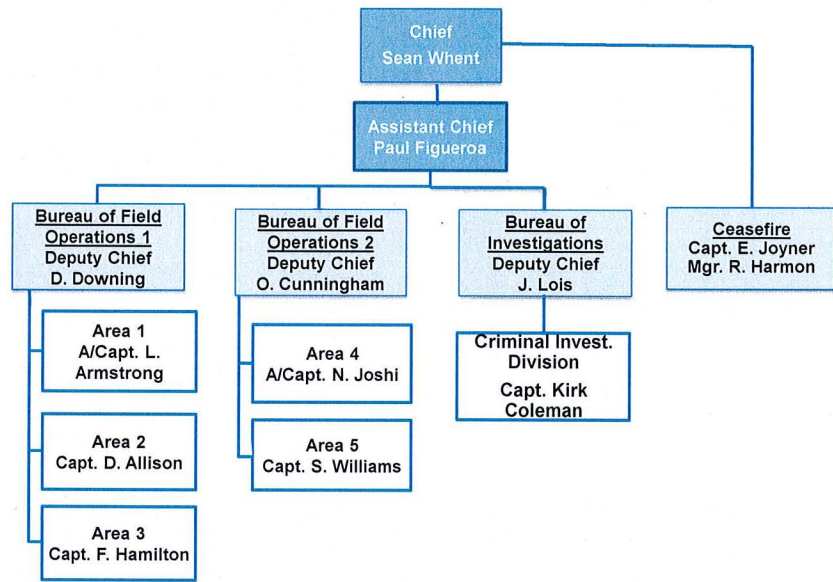 Chief
Sean Whent
Assistant Chief
Paul Figueroa
Bureau of Field
Operations 1
Deputy Chief
D. Downing
Bureau of Field
Operations 2
Deputy Chief
O. Cunningham
Bureau of
Investigations
Deputy Chief
J. Lois
Ceasefire
Capt. E. Joyner
Mgr. R. Harmon
Area 1
A/Capt. L.
Armstrong
Area 2
Capt. D. Allison
Area 3
Capt. F. Hamilton
Area 4
A/Capt. N. Joshi
Area 5
Capt. S. Williams
Criminal Invest.
Division
Capt. Kirk
Coleman